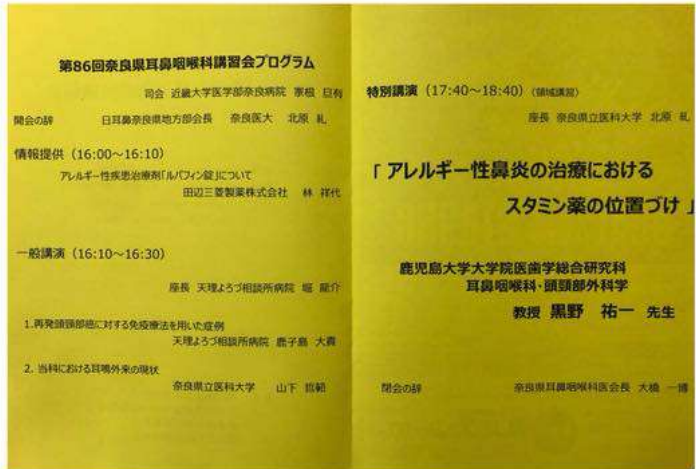 第86回奈良県耳鼻咽喉科講習会プログラム
司会 近畿大学医学部奈良病院 家根 旦有
開会の辞 日耳鼻奈良県地方部会長 奈良医大 北原 糺
情報提供（16:00～16:10）
アレルギー性疾患治療剤「ルパフィン錠」について
田辺三菱製薬株式会社 林 祥代
一般講演（16:10～16:30）
座長 天理よろづ相談所病院 堀 龍介
1.再発頭頸部癌に対する免疫療法を用いた症例
天理よろづ相談所病院 鹿子島 大貴
2. 当科における耳鳴外来の現状
奈良県立医科大学 山下
特別講演（17:40～18:40）（領域講習）
座長 奈良県立医科大学 北原 糺
「 アレルギー性鼻炎の治療における
スタミン薬の位置づけ 」
鹿児島大学大学院医歯学総合研究科
耳鼻咽喉科・頭頸部外科学
教授 黒野 祐一 先生
閉会の辞 奈良県耳鼻咽喉科医会長 大橋 一博